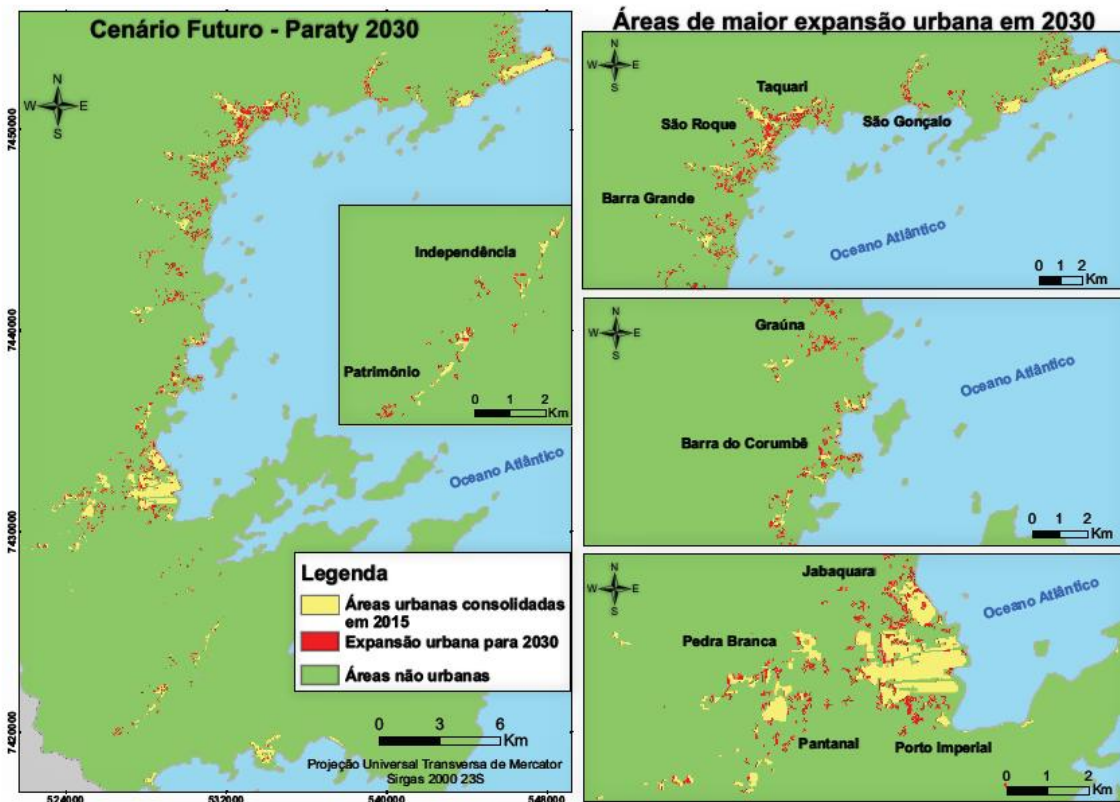 Cenário Futuro - Paraty 2030
N
W E
S
7450000
7440000
7430000
7420000
Independência
Patrimônio
0 1 2
Km
Oceano Atlântico
Legenda
Áreas urbanas consolidadas
em 2015
Expansão urbana para 2030
Áreas não urbanas
0 3 6
Km
Projeção Universal Transversa de Mercator
Sirgas 2000 23S
524000 532000 540000 548000
Áreas de maior expansão urbana em 2030
N
W E
S
Taquari
São Roque
São Gonçalo
Barra Grande
Oceano Atlântico
0 1 2
Km
N
W E
S
Graúna
Oceano Atlântico
Barra do Corumbê
0 1 2
Km
N
W E
S
Jabaquara
Oceano Atlântico
Pedra Branca
Pantanal
Porto Imperial
0 1 2
Km